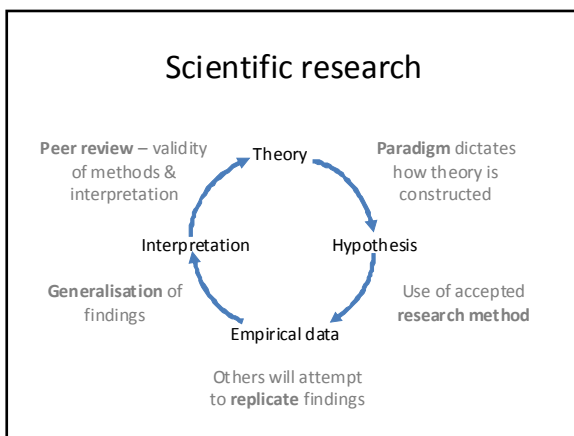 Scientific research
Peer review – validity
of methods &
interpretation
Theory
Paradigm dictates
how theory is
constructed
Interpretation
Hypothesis
Generalisation of
findings
Use of accepted
research method
Empirical data
Others will attempt
to replicate findings